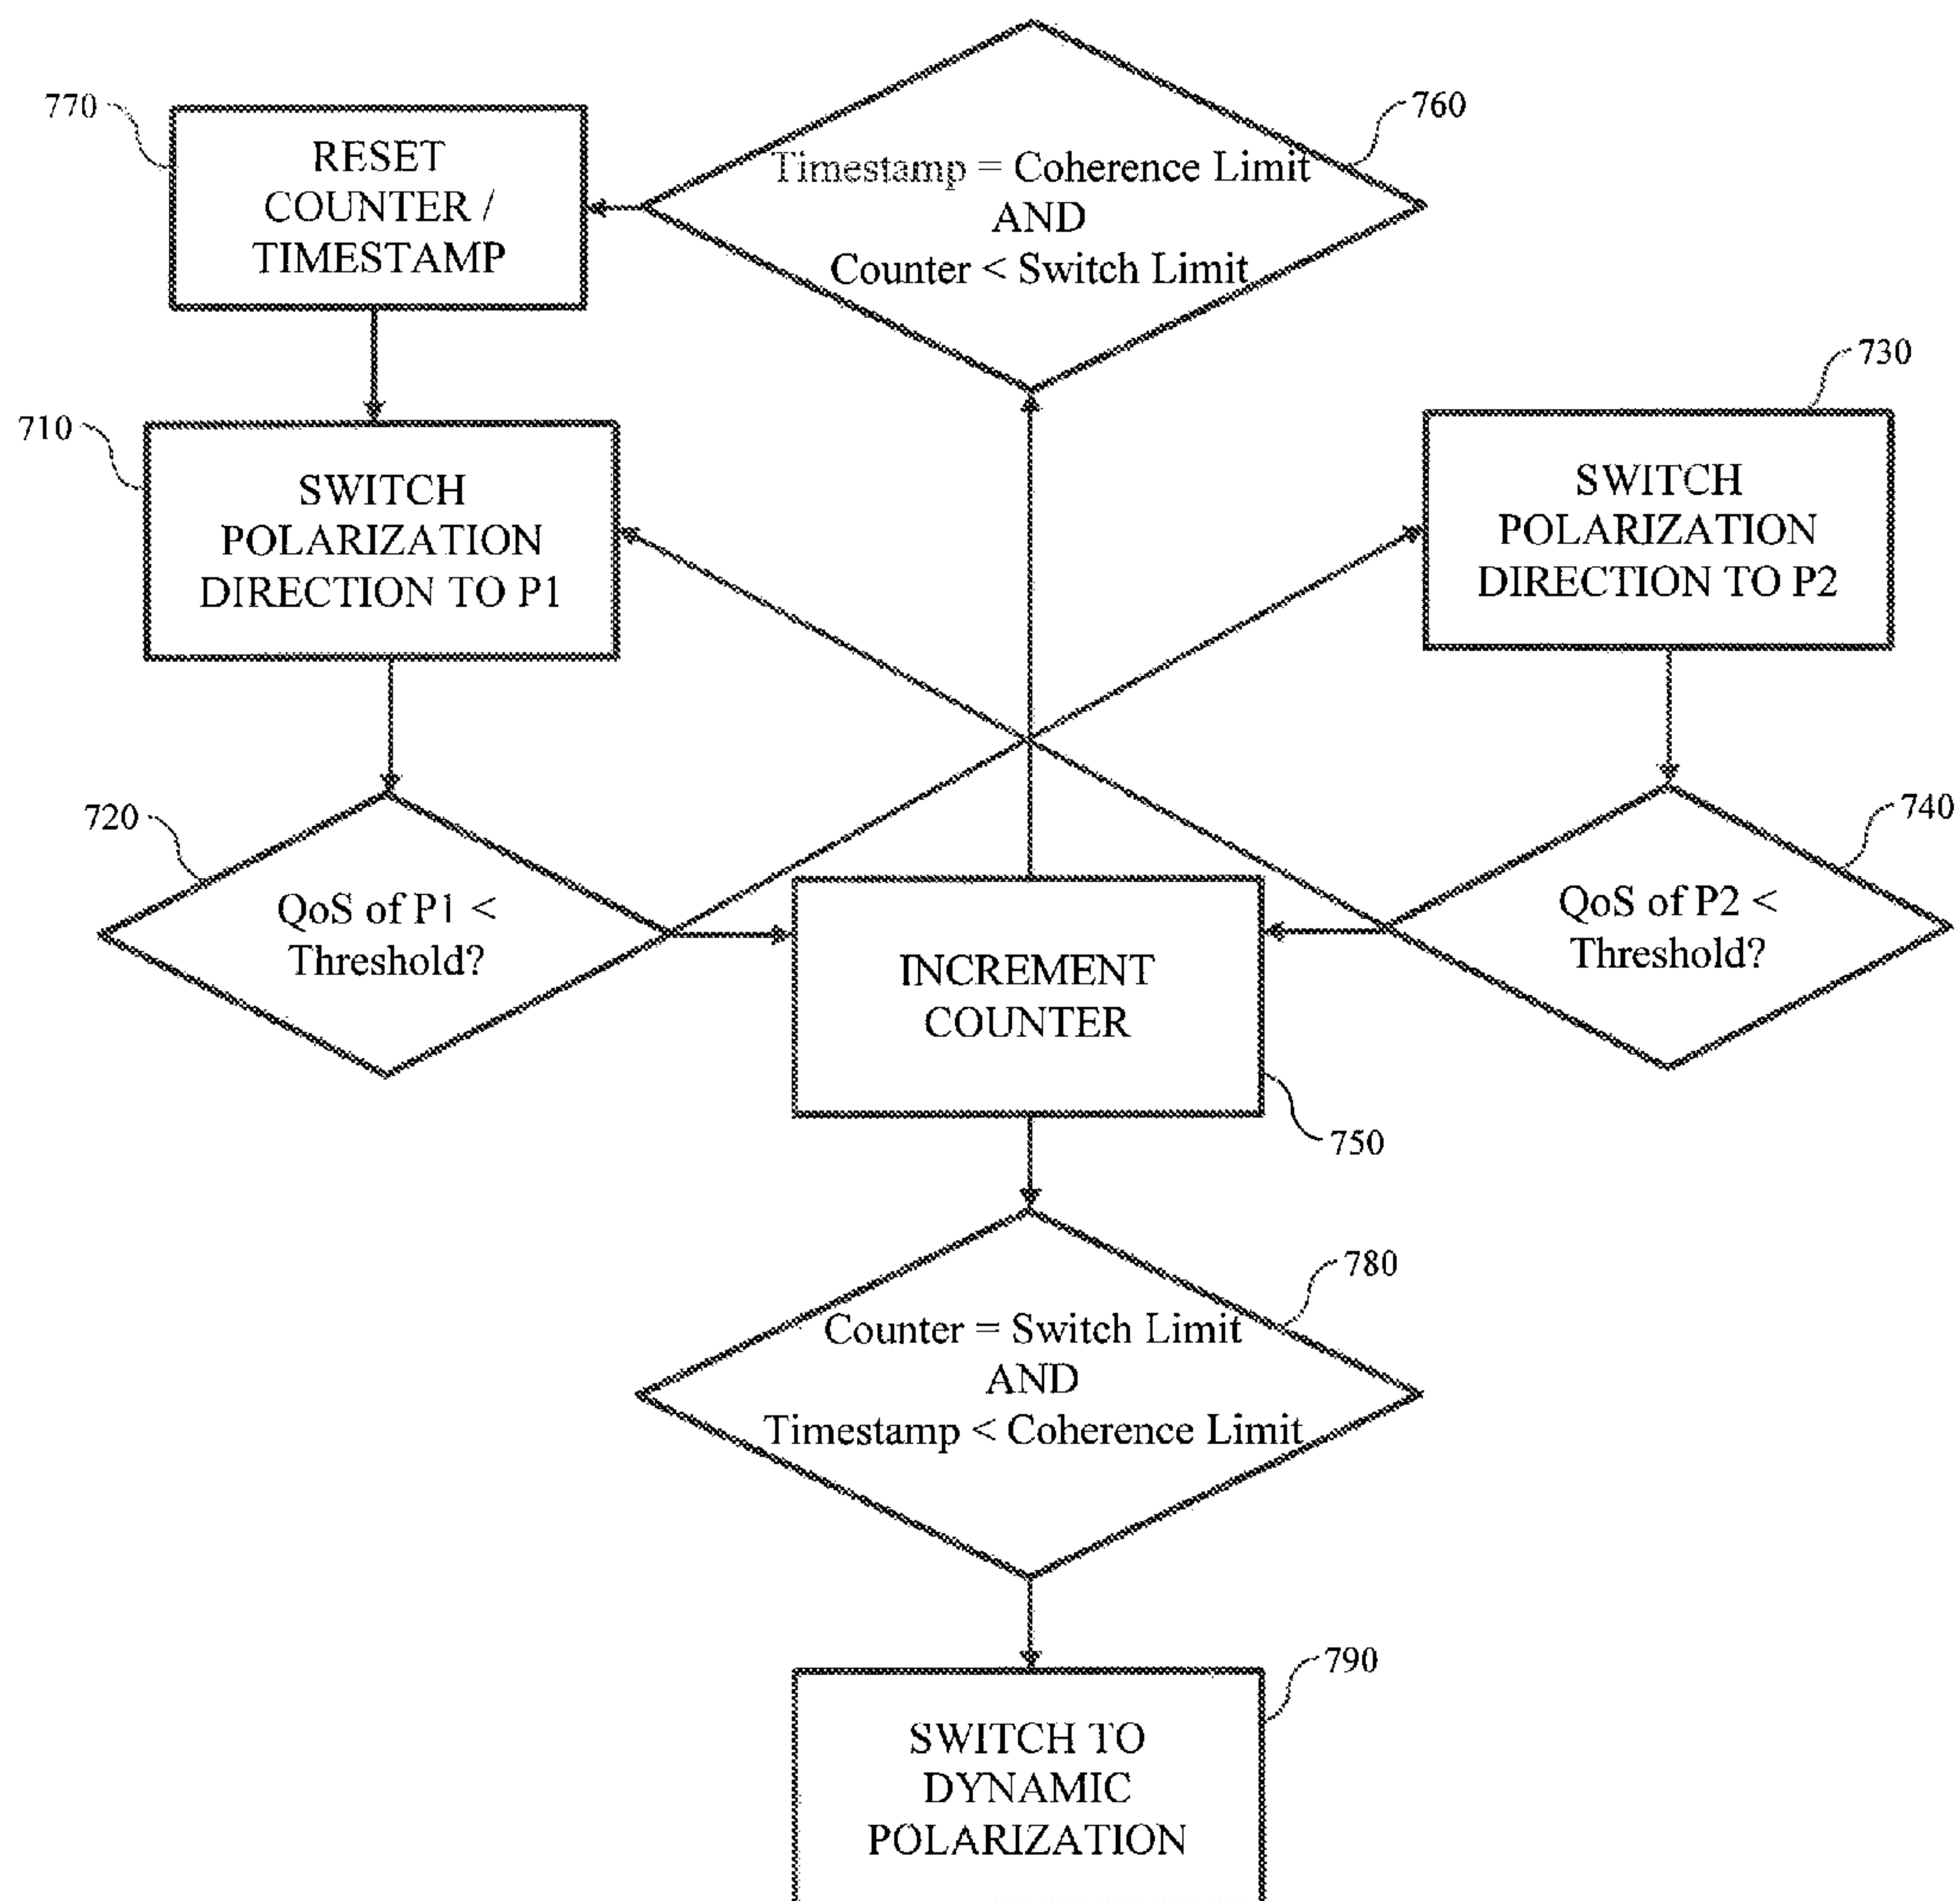 770
RESET
COUNTER /
TIMESTAMP
760
Timestamp = Coherence Limit
AND
Counter < Switch Limit
710
SWITCH
POLARIZATION
DIRECTION TO P1
730
SWITCH
POLARIZATION
DIRECTION TO P2
720
QoS of P1 <
Threshold?
740
QoS of P2 <
Threshold?
INCREMENT
COUNTER
750
780
Counter = Switch Limit
AND
Timestamp < Coherence Limit
790
SWITCH TO
DYNAMIC
POLARIZATION